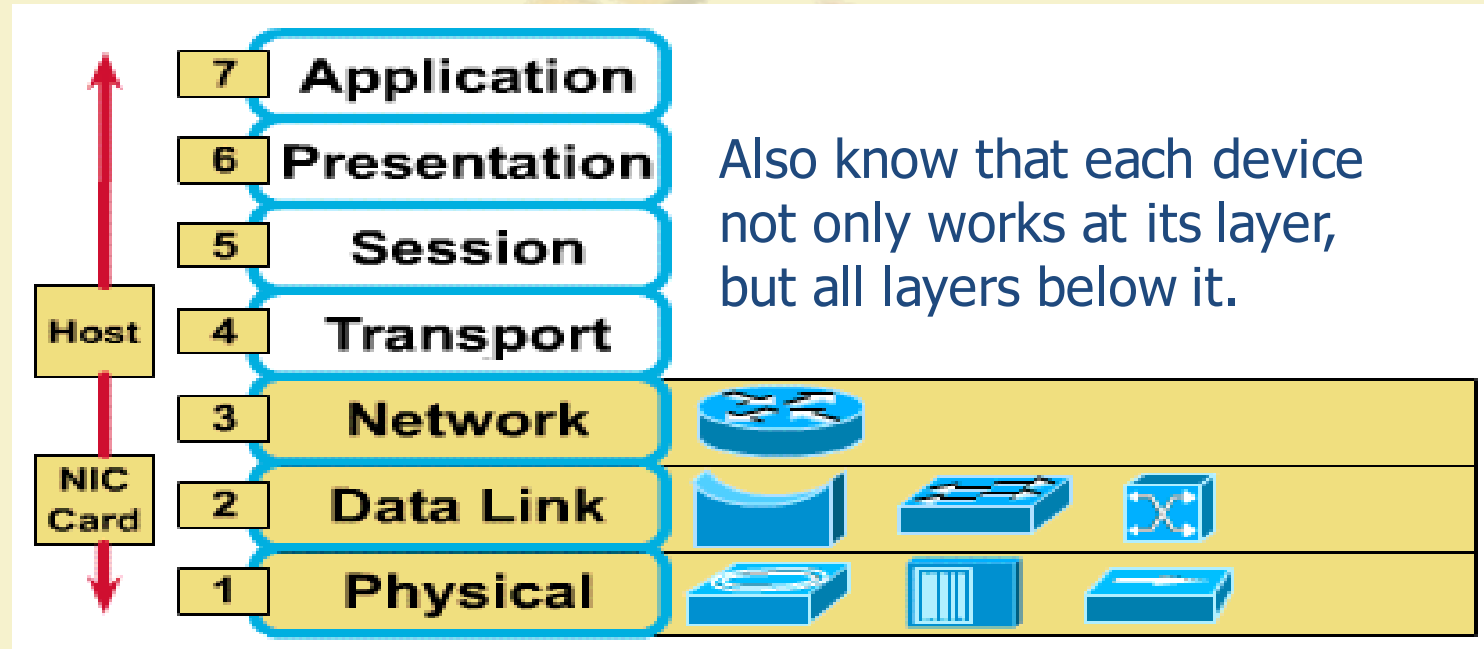 7 Application
6 Presentation
5 Session
Host
4 Transport
3 Network
NIC
Card
2 Data Link
1 Physical
Also know that each device
not only works at its layer,
but all layers below it.